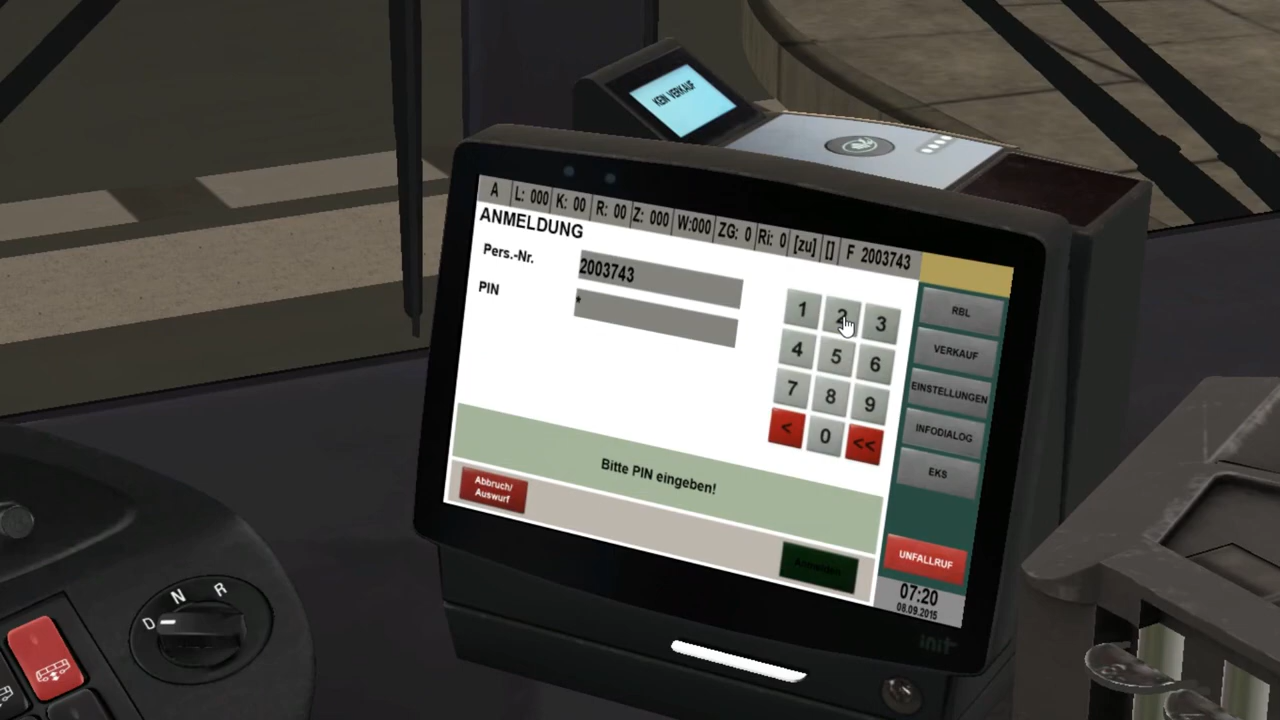 KEIN VERKAUF
A L: 000 K: 00 R: 00 Z: 000 W:000 ZG: 0 Ri: 0 [zu] [] F 2003743
ANMELDUNG
Pers.-Nr. 2003743
PIN *
1 2 3
4 5 6
7 8 9
< 0 <<
RBL
VERKAUF
EINSTELLUNGEN
INFODIALOG
EKS
Bitte PIN eingeben!
Abbruch/
Auswurf
Anmelden
UNFALLRUF
07:20
08.09.2015
init
D N R